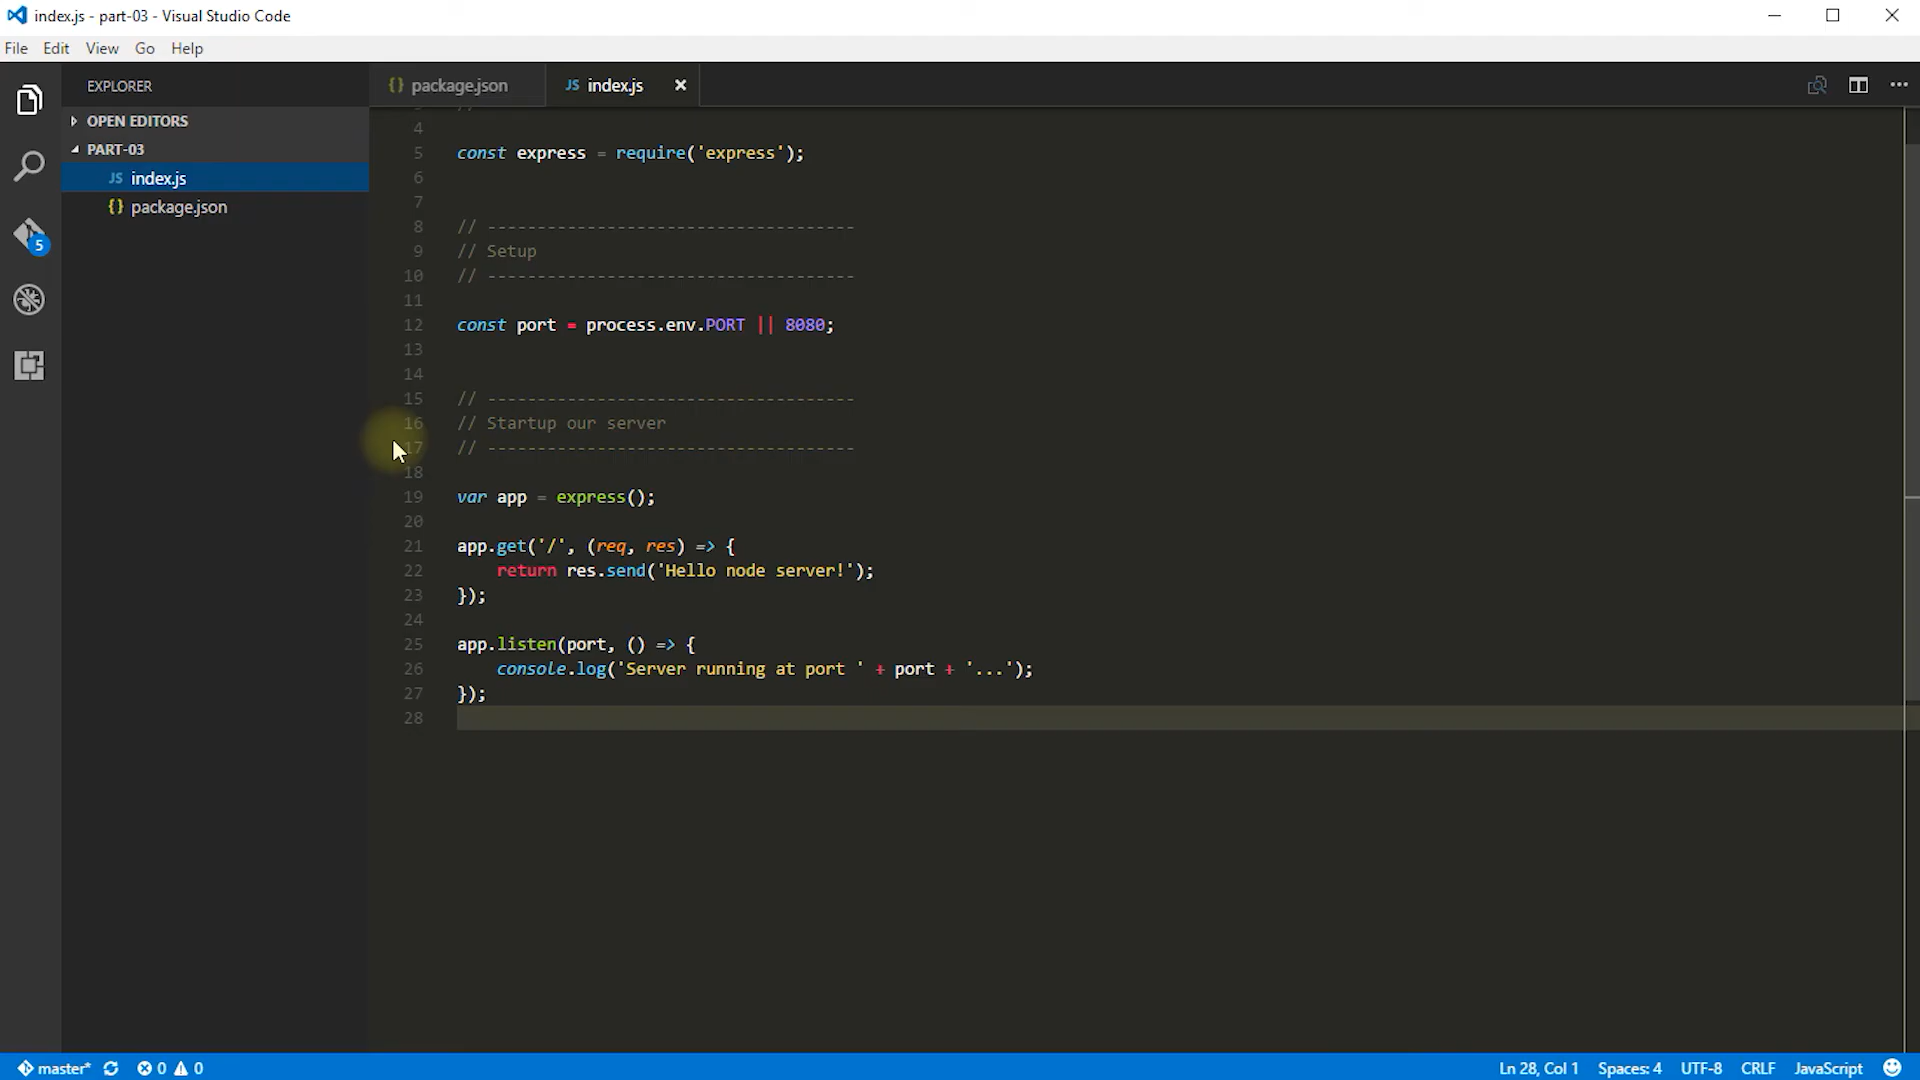 index.js - part-03 - Visual Studio Code
File Edit View Go Help
EXPLORER
OPEN EDITORS
PART-03
JS index.js
{} package.json
5
{} package.json
JS index.js
4
5 const express = require('express');
6
7
8 // -------------------------------------
9 // Setup
10 // -------------------------------------
11
12 const port = process.env.PORT || 8080;
13
14
15 // -------------------------------------
16 // Startup our server
17 // -------------------------------------
18
19 var app = express();
20
21 app.get('/', (req, res) => {
22 return res.send('Hello node server!');
23 });
24
25 app.listen(port, () => {
26 console.log('Server running at port ' + port + '...');
27 });
28
master* 0 0 Ln 28, Col 1 Spaces: 4 UTF-8 CRLF JavaScript